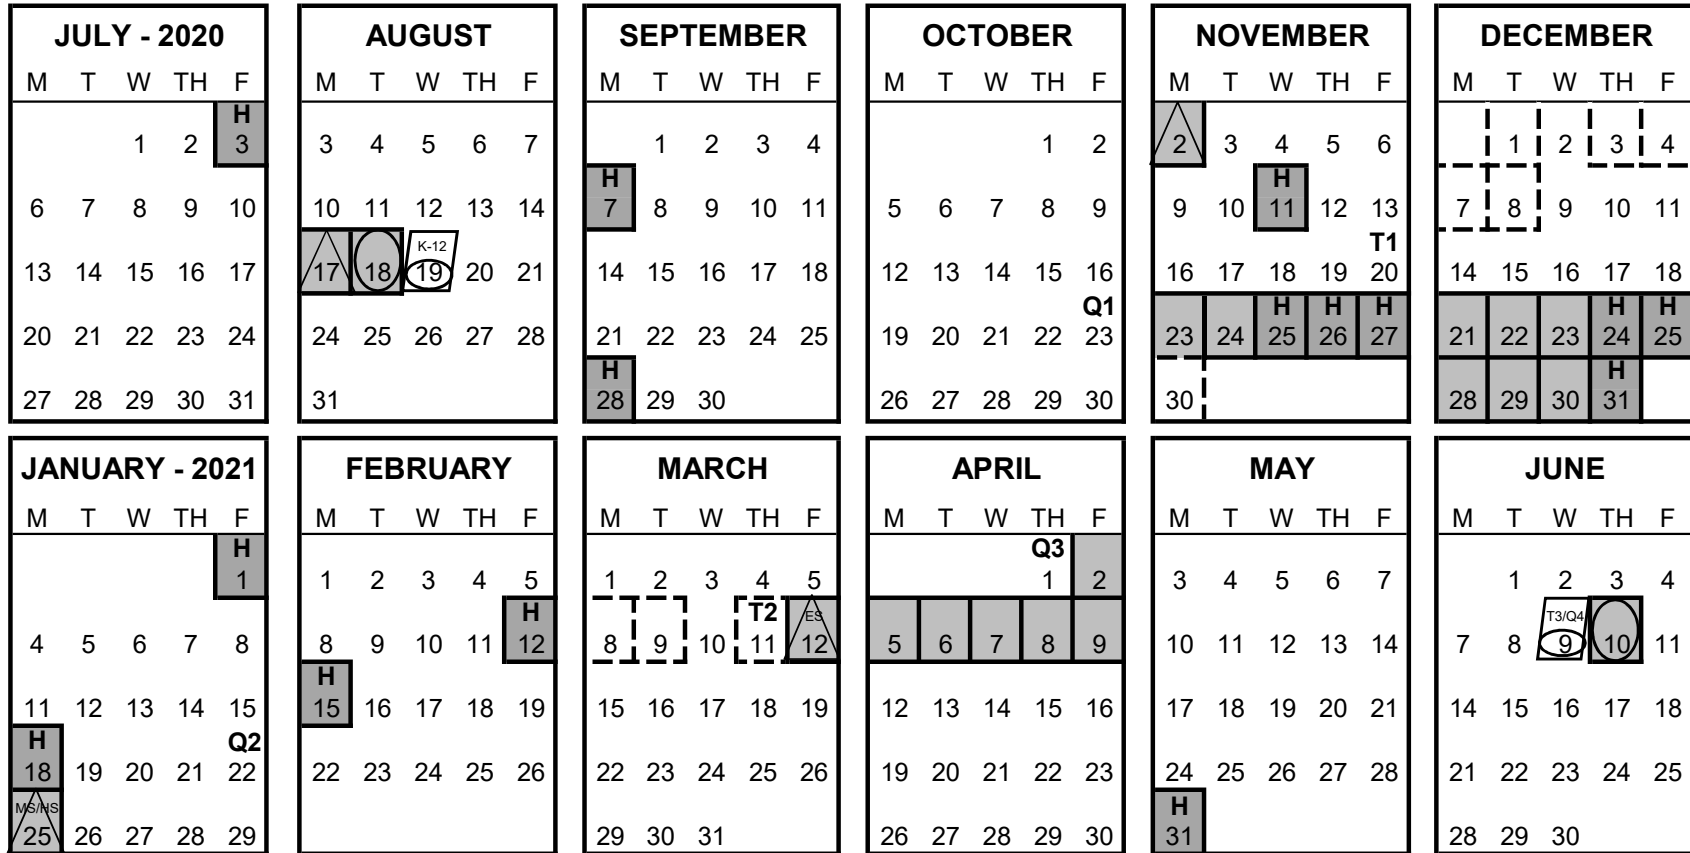 JULY - 2020
M T W TH F
H
1 2 3
6 7 8 9 10
13 14 15 16 17
20 21 22 23 24
27 28 29 30 31
AUGUST
M T W TH F
3 4 5 6 7
10 11 12 13 14
K-12
17 18 19 20 21
24 25 26 27 28
31
SEPTEMBER
M T W TH F
1 2 3 4
H
7 8 9 10 11
14 15 16 17 18
21 22 23 24 25
H
28 29 30
OCTOBER
M T W TH F
1 2
5 6 7 8 9
12 13 14 15 16
Q1
19 20 21 22 23
26 27 28 29 30
NOVEMBER
M T W TH F
2 3 4 5 6
H
9 10 11 12 13
T1
16 17 18 19 20
H H H
23 24 25 26 27
30
DECEMBER
M T W TH F
1 2 3 4
7 8 9 10 11
14 15 16 17 18
H H
21 22 23 24 25
H
28 29 30 31
JANUARY - 2021
M T W TH F
H
1
4 5 6 7 8
11 12 13 14 15
H Q2
18 19 20 21 22
MS/HS
25 26 27 28 29
FEBRUARY
M T W TH F
1 2 3 4 5
H
8 9 10 11 12
H
15 16 17 18 19
22 23 24 25 26
MARCH
M T W TH F
1 2 3 4 5
T2 ES
8 9 10 11 12
15 16 17 18 19
22 23 24 25 26
29 30 31
APRIL
M T W TH F
Q3
1 2
5 6 7 8 9
12 13 14 15 16
19 20 21 22 23
26 27 28 29 30
MAY
M T W TH F
3 4 5 6 7
10 11 12 13 14
17 18 19 20 21
24 25 26 27 28
H
31
JUNE
M T W TH F
1 2 3 4
T3/Q4
7 8 9 10 11
14 15 16 17 18
21 22 23 24 25
28 29 30